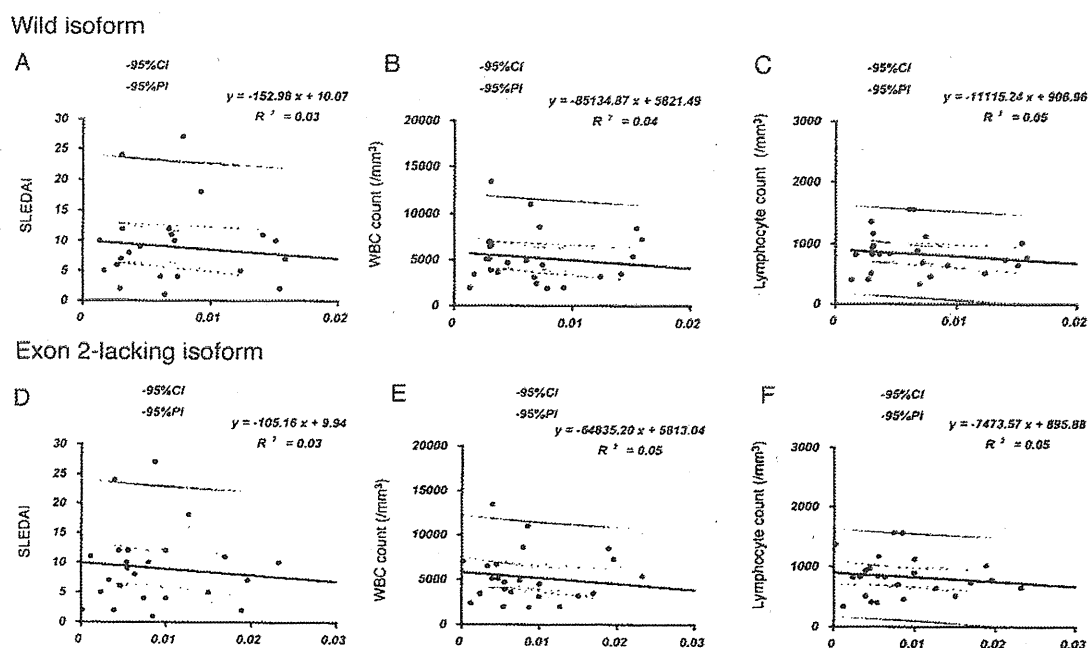 Wild isoform
A
-95%CI
-95%PI
y = -152.98 x + 10.07
R ² = 0.03
SLEDAI
30
25
20
15
10
5
0
0
0.01
0.02
B
-95%CI
-95%PI
y = -85134.87 x + 5821.49
R ² = 0.04
WBC count (/mm³)
20000
15000
10000
5000
0
0
0.01
0.02
C
-95%CI
-95%PI
y = -11115.24 x + 906.96
R ² = 0.05
Lymphocyte count (/mm³)
3000
2000
1000
0
0
0.01
0.02
Exon 2-lacking isoform
D
-95%CI
-95%PI
y = -105.16 x + 9.94
R ² = 0.03
SLEDAI
30
25
20
15
10
5
0
0
0.01
0.02
0.03
E
-95%CI
-95%PI
y = -64835.20 x + 5813.04
R ² = 0.05
WBC count (/mm³)
20000
15000
10000
5000
0
0
0.01
0.02
0.03
F
-95%CI
-95%PI
y = -7473.57 x + 895.88
R ² = 0.05
Lymphocyte count (/mm³)
3000
2000
1000
0
0
0.01
0.02
0.03